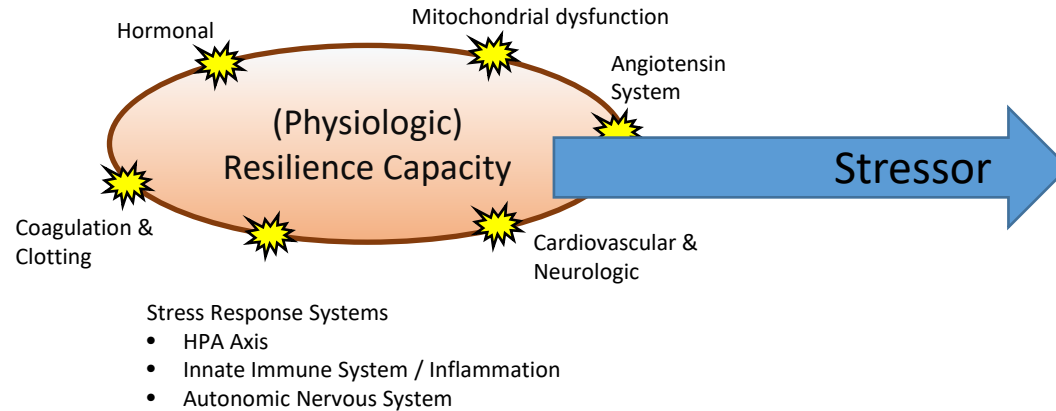 Hormonal
Mitochondrial dysfunction
Angiotensin
System
(Physiologic)
Resilience Capacity
Stressor
Coagulation &
Clotting
Cardiovascular &
Neurologic
Stress Response Systems
• HPA Axis
• Innate Immune System / Inflammation
• Autonomic Nervous System